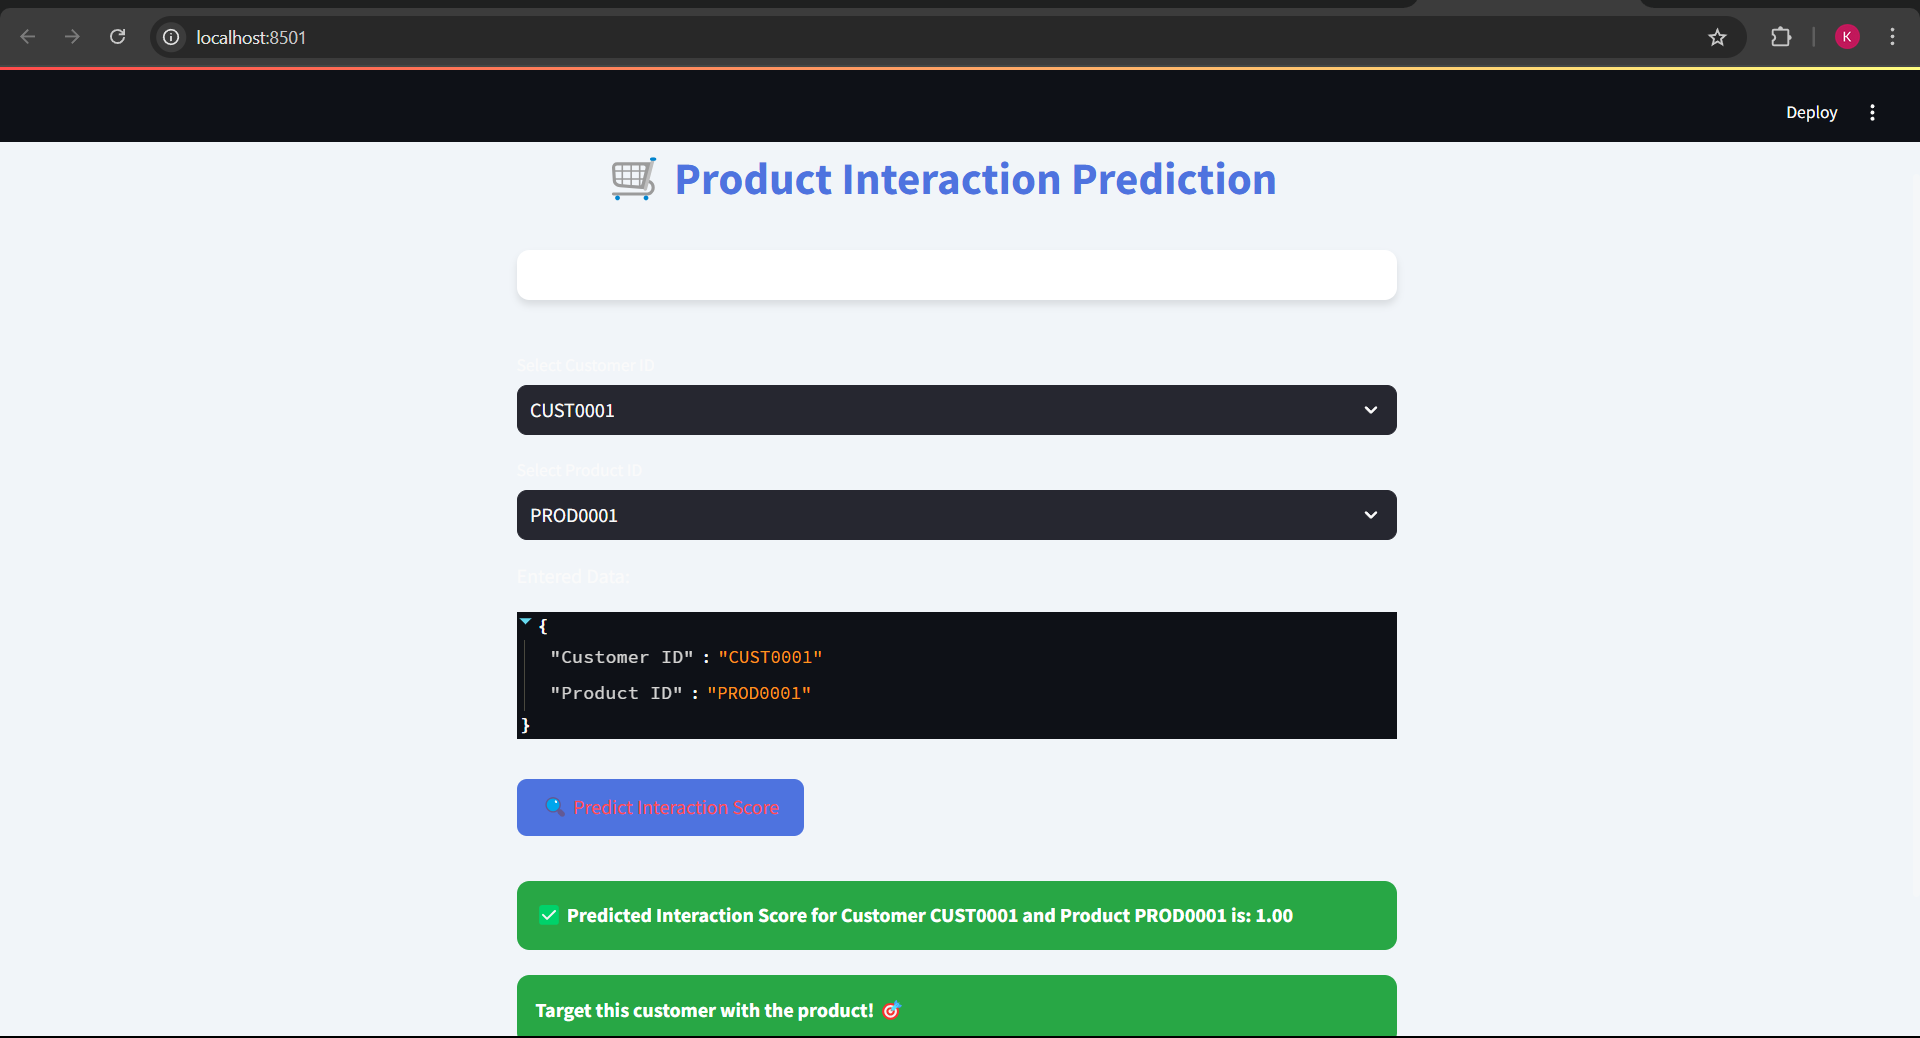 localhost:8501
K
Deploy
Product Interaction Prediction
Select Customer ID
CUST0001
Select Product ID
PROD0001
Entered Data:
{
"Customer ID" : "CUST0001"
"Product ID" : "PROD0001"
}
Predict Interaction Score
Predicted Interaction Score for Customer CUST0001 and Product PROD0001 is: 1.00
Target this customer with the product!